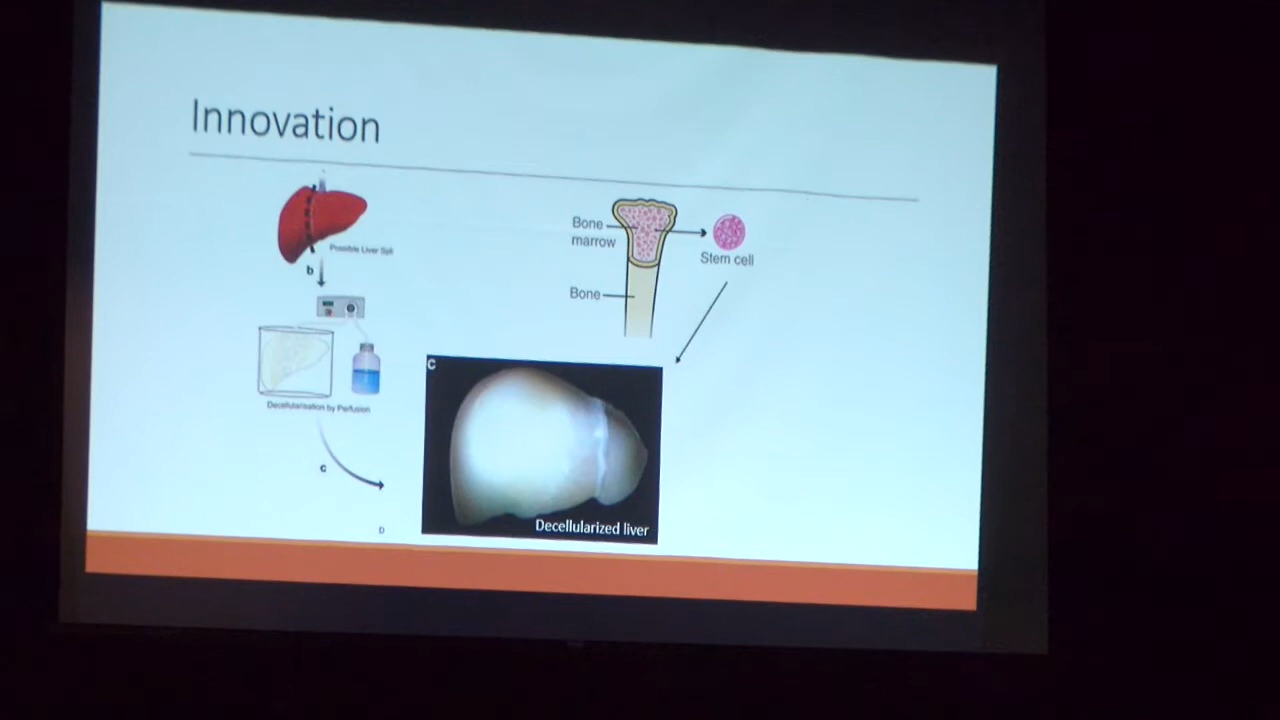 Innovation
Possible Liver Split
b
Decellularisation by Perfusion
c
D
Bone
marrow
Stem cell
Bone
C
Decellularized liver